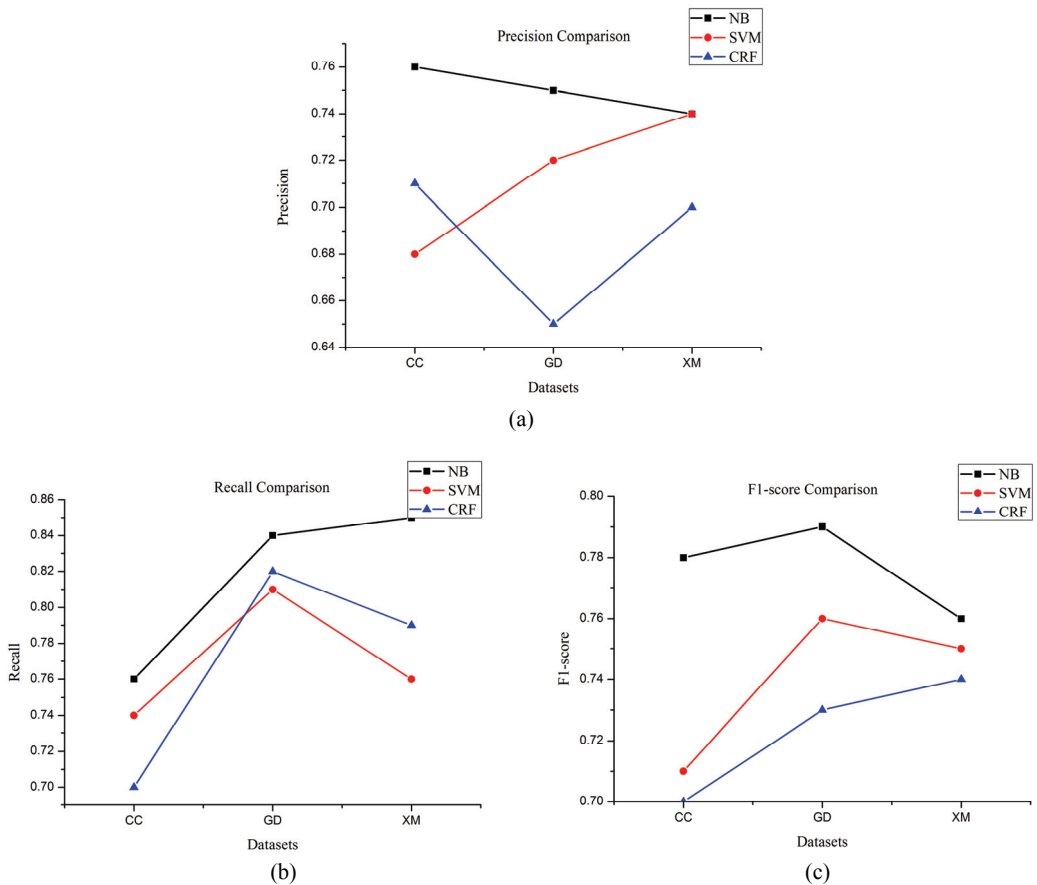 Precision Comparison
NB
SVM
CRF
0.76
0.74
0.72
0.70
0.68
0.66
0.64
Precision
CC
GD
XM
Datasets
(a)
Recall Comparison
NB
SVM
CRF
0.86
0.84
0.82
0.80
0.78
0.76
0.74
0.72
0.70
Recall
CC
GD
XM
Datasets
(b)
F1-score Comparison
NB
SVM
CRF
0.80
0.78
0.76
0.74
0.72
0.70
F1-score
CC
GD
XM
Datasets
(c)